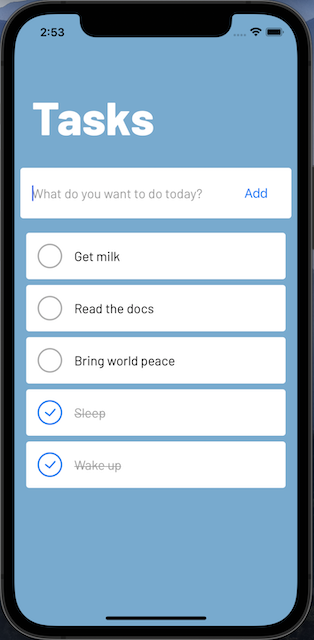 2:53
Tasks
What do you want to do today? Add
Get milk
Read the docs
Bring world peace
Sleep
Wake up